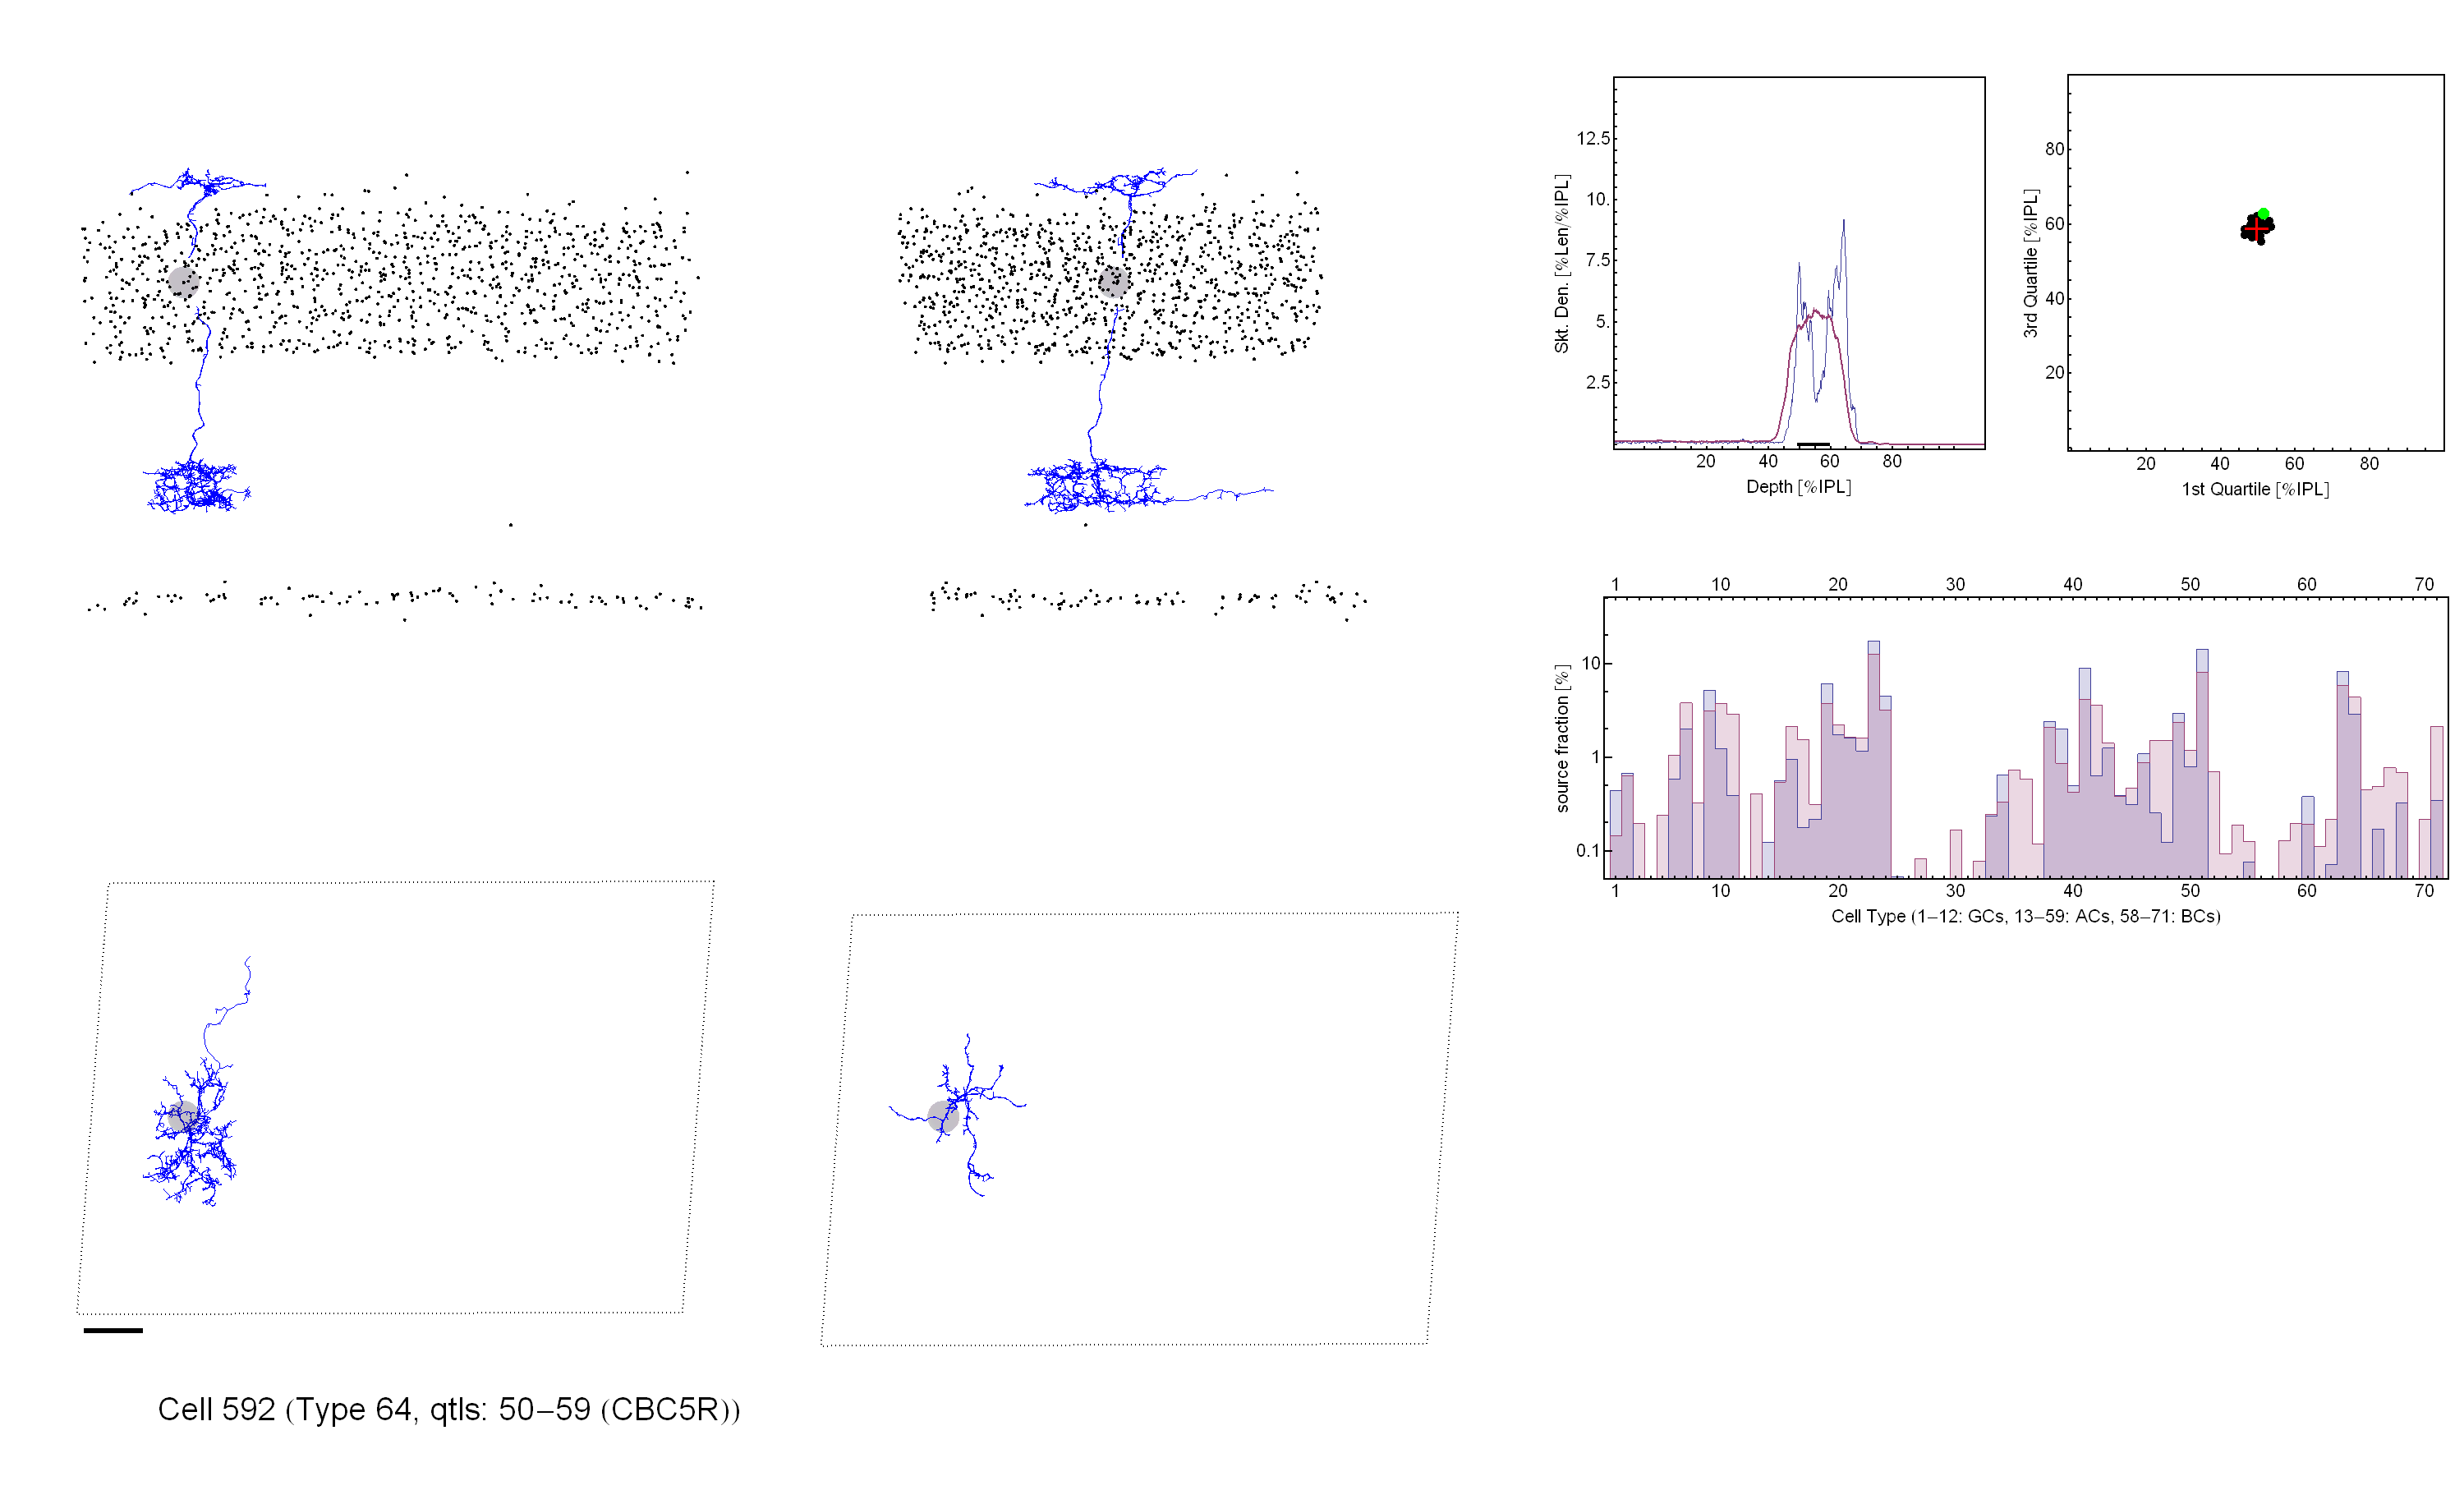 12.5
10.
7.5
5.
2.5
Skt. Den. [%Len/%IPL]
20 40 60 80
Depth [%IPL]
80
60
40
20
3rd Quartile [%IPL]
20 40 60 80
1st Quartile [%IPL]
1 10 20 30 40 50 60 70
10
1
0.1
source fraction [%]
1 10 20 30 40 50 60 70
Cell Type (1–12: GCs, 13–59: ACs, 58–71: BCs)
Cell 592 (Type 64, qtls: 50–59 (CBC5R))